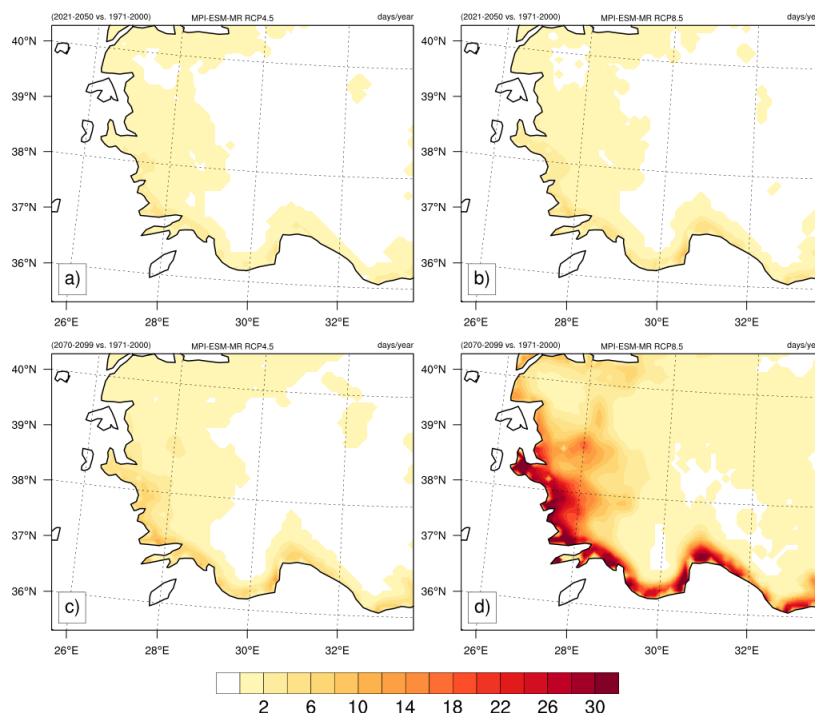 (2021-2050 vs. 1971-2000) MPI-ESM-MR RCP4.5 days/year
40°N
39°N
38°N
37°N
36°N
a)
26°E 28°E 30°E 32°E
(2021-2050 vs. 1971-2000) MPI-ESM-MR RCP8.5 days/ye
40°N
39°N
38°N
37°N
36°N
b)
26°E 28°E 30°E 32°E
(2070-2099 vs. 1971-2000) MPI-ESM-MR RCP4.5 days/year
40°N
39°N
38°N
37°N
36°N
c)
26°E 28°E 30°E 32°E
(2070-2099 vs. 1971-2000) MPI-ESM-MR RCP8.5 days/ye
40°N
39°N
38°N
37°N
36°N
d)
26°E 28°E 30°E 32°E
2 6 10 14 18 22 26 30